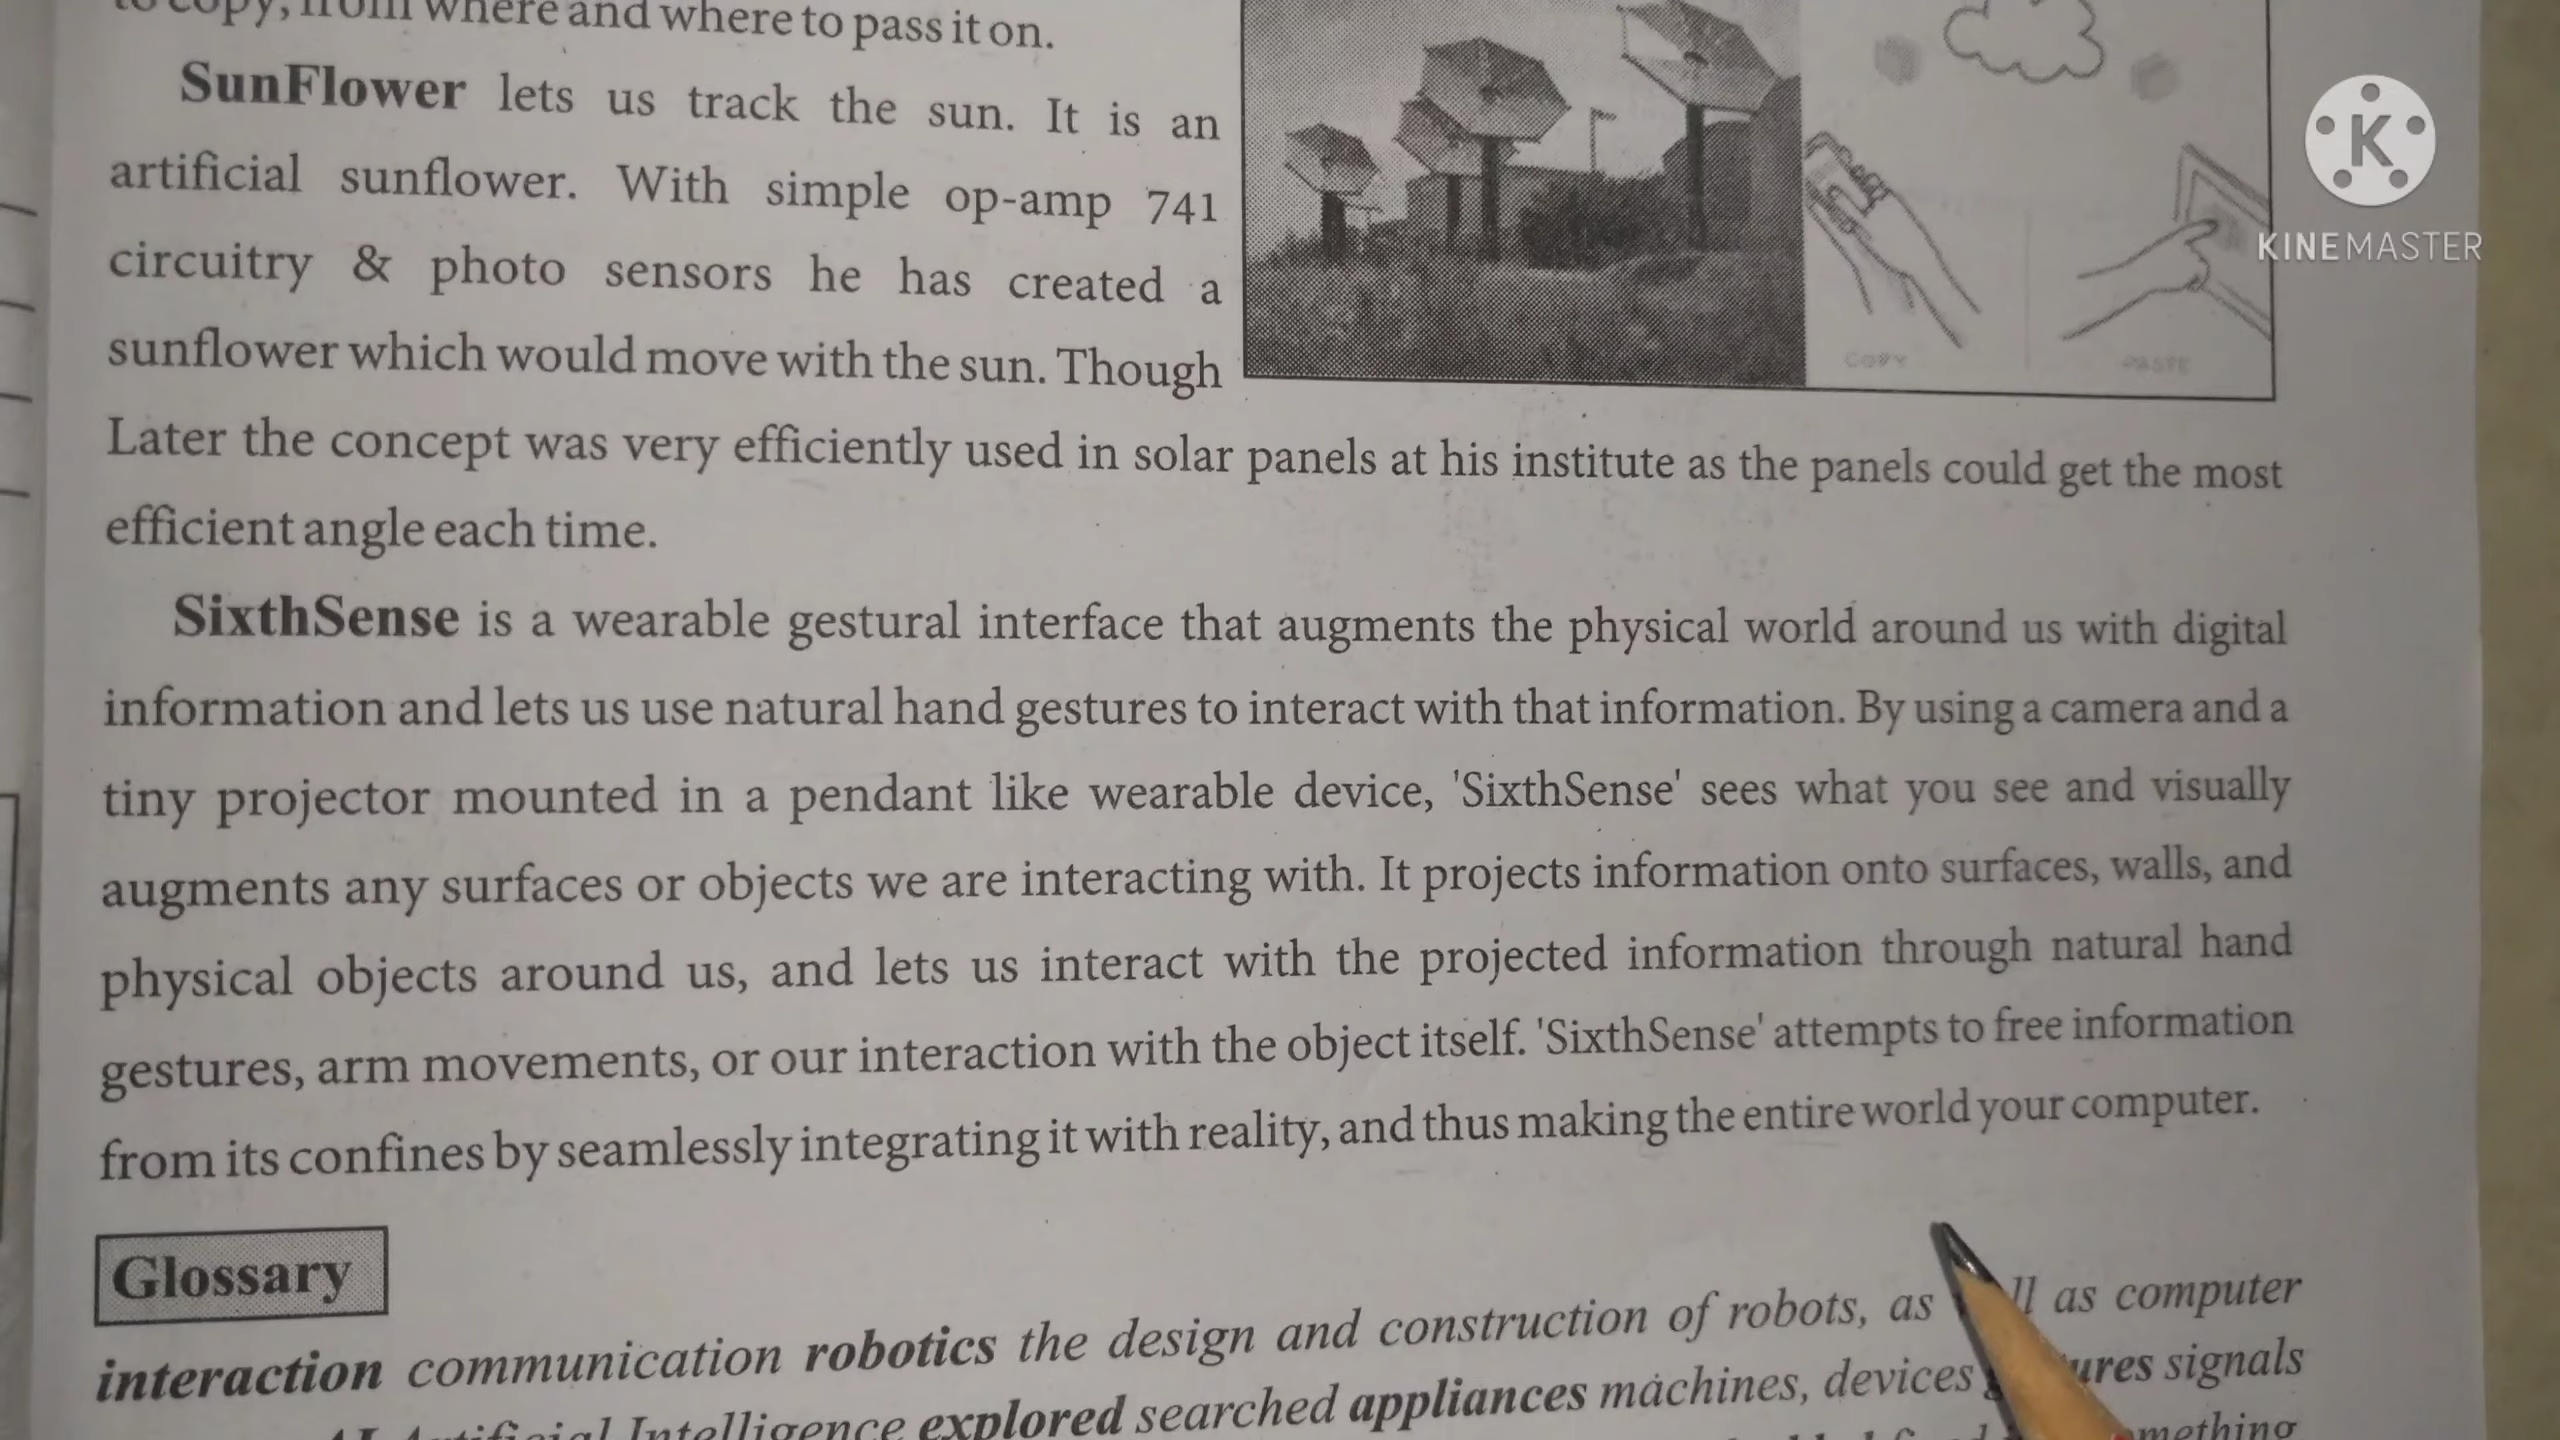 to copy, from where and where to pass it on.
SunFlower lets us track the sun. It is an
artificial sunflower. With simple op-amp 741
circuitry & photo sensors he has created a
sunflower which would move with the sun. Though
Later the concept was very efficiently used in solar panels at his institute as the panels could get the most
efficient angle each time.
COPY
PASTE
KINEMASTER
SixthSense is a wearable gestural interface that augments the physical world around us with digital
information and lets us use natural hand gestures to interact with that information. By using a camera and a
tiny projector mounted in a pendant like wearable device, 'SixthSense' sees what you see and visually
augments any surfaces or objects we are interacting with. It projects information onto surfaces, walls, and
physical objects around us, and lets us interact with the projected information through natural hand
gestures, arm movements, or our interaction with the object itself. 'SixthSense' attempts to free information
from its confines by seamlessly integrating it with reality, and thus making the entire world your computer.
Glossary
interaction communication robotics the design and construction of robots, as as computer
explored searched appliances machines, devices signals
AI Artificial Intelligence